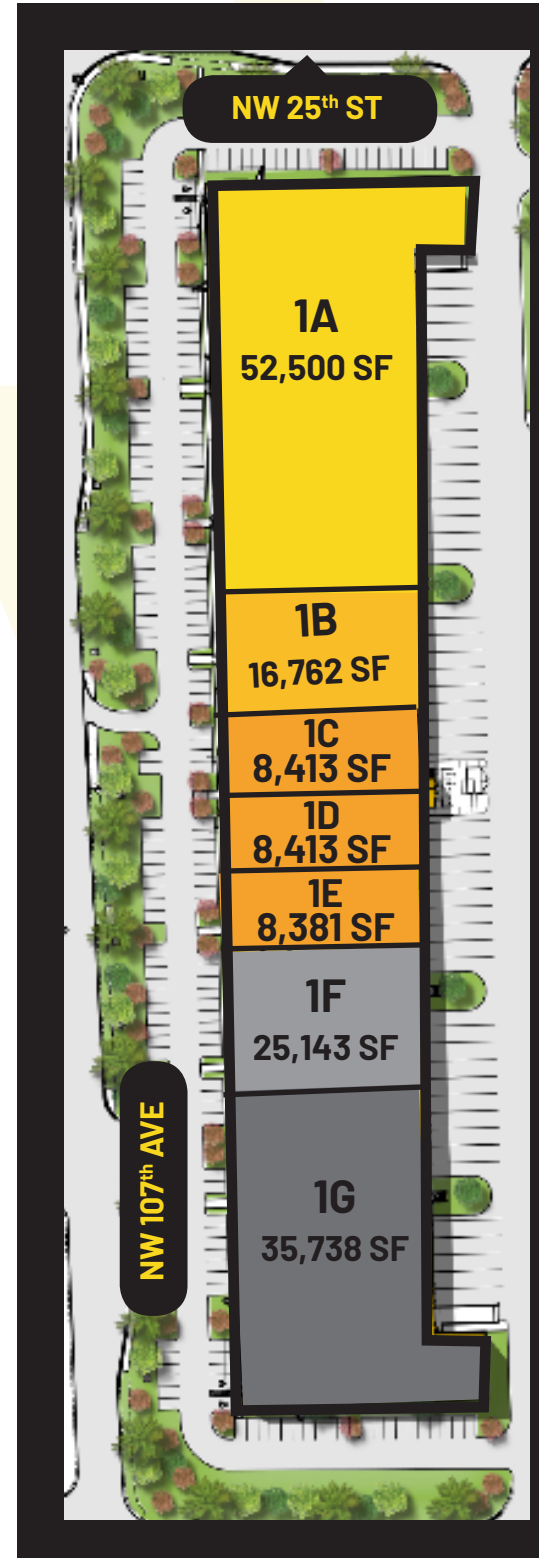 NW 25th ST
1A
52,500 SF
1B
16,762 SF
1C
8,413 SF
1D
8,413 SF
1E
8,381 SF
1F
25,143 SF
NW 107th AVE
1G
35,738 SF